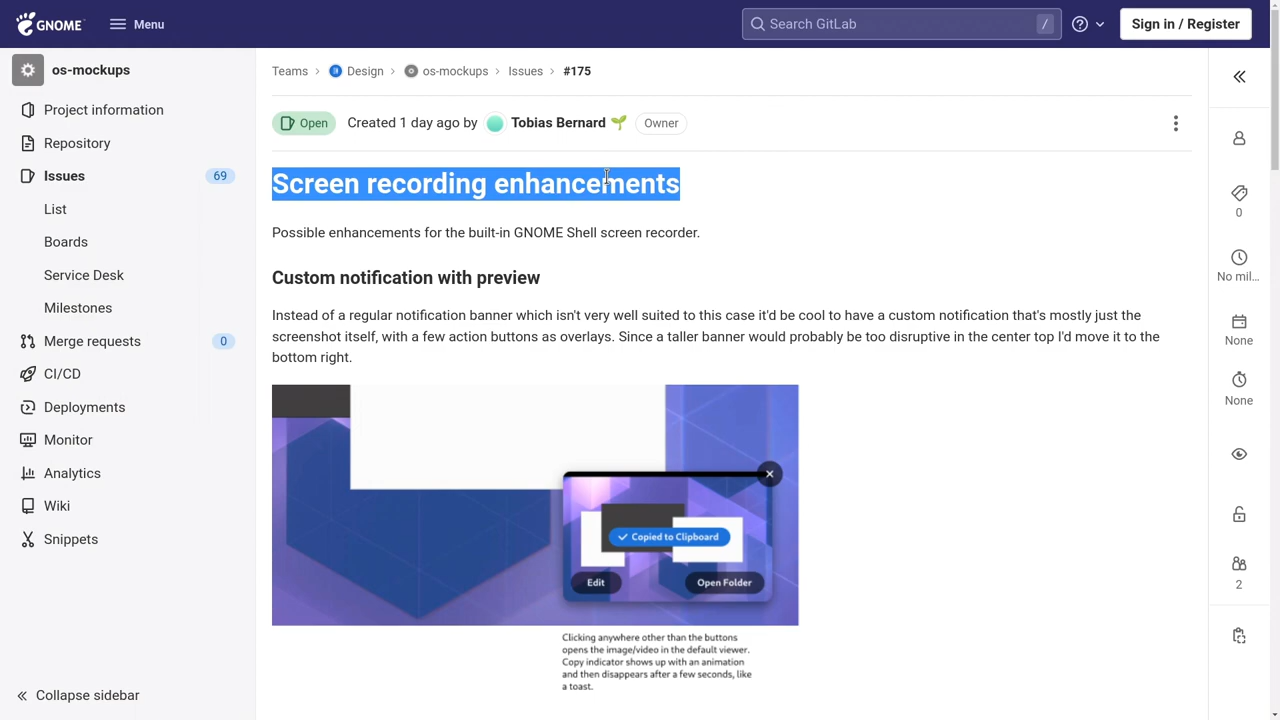 GNOME
Menu
Search GitLab
/
Sign in / Register
os-mockups
Project information
Repository
Issues
69
List
Boards
Service Desk
Milestones
Merge requests
0
CI/CD
Deployments
Monitor
Analytics
Wiki
Snippets
Collapse sidebar
Teams
Design
os-mockups
Issues
#175
Open
Created 1 day ago by
Tobias Bernard
Owner
Screen recording enhancements
Possible enhancements for the built-in GNOME Shell screen recorder.
Custom notification with preview
Instead of a regular notification banner which isn't very well suited to this case it'd be cool to have a custom notification that's mostly just the
screenshot itself, with a few action buttons as overlays. Since a taller banner would probably be too disruptive in the center top I'd move it to the
bottom right.
Copied to Clipboard
Edit
Open Folder
Clicking anywhere other than the buttons
opens the image/video in the default viewer.
Copy indicator shows up with an animation
and then disappears after a few seconds, like
a toast.
0
No mil...
None
None
2